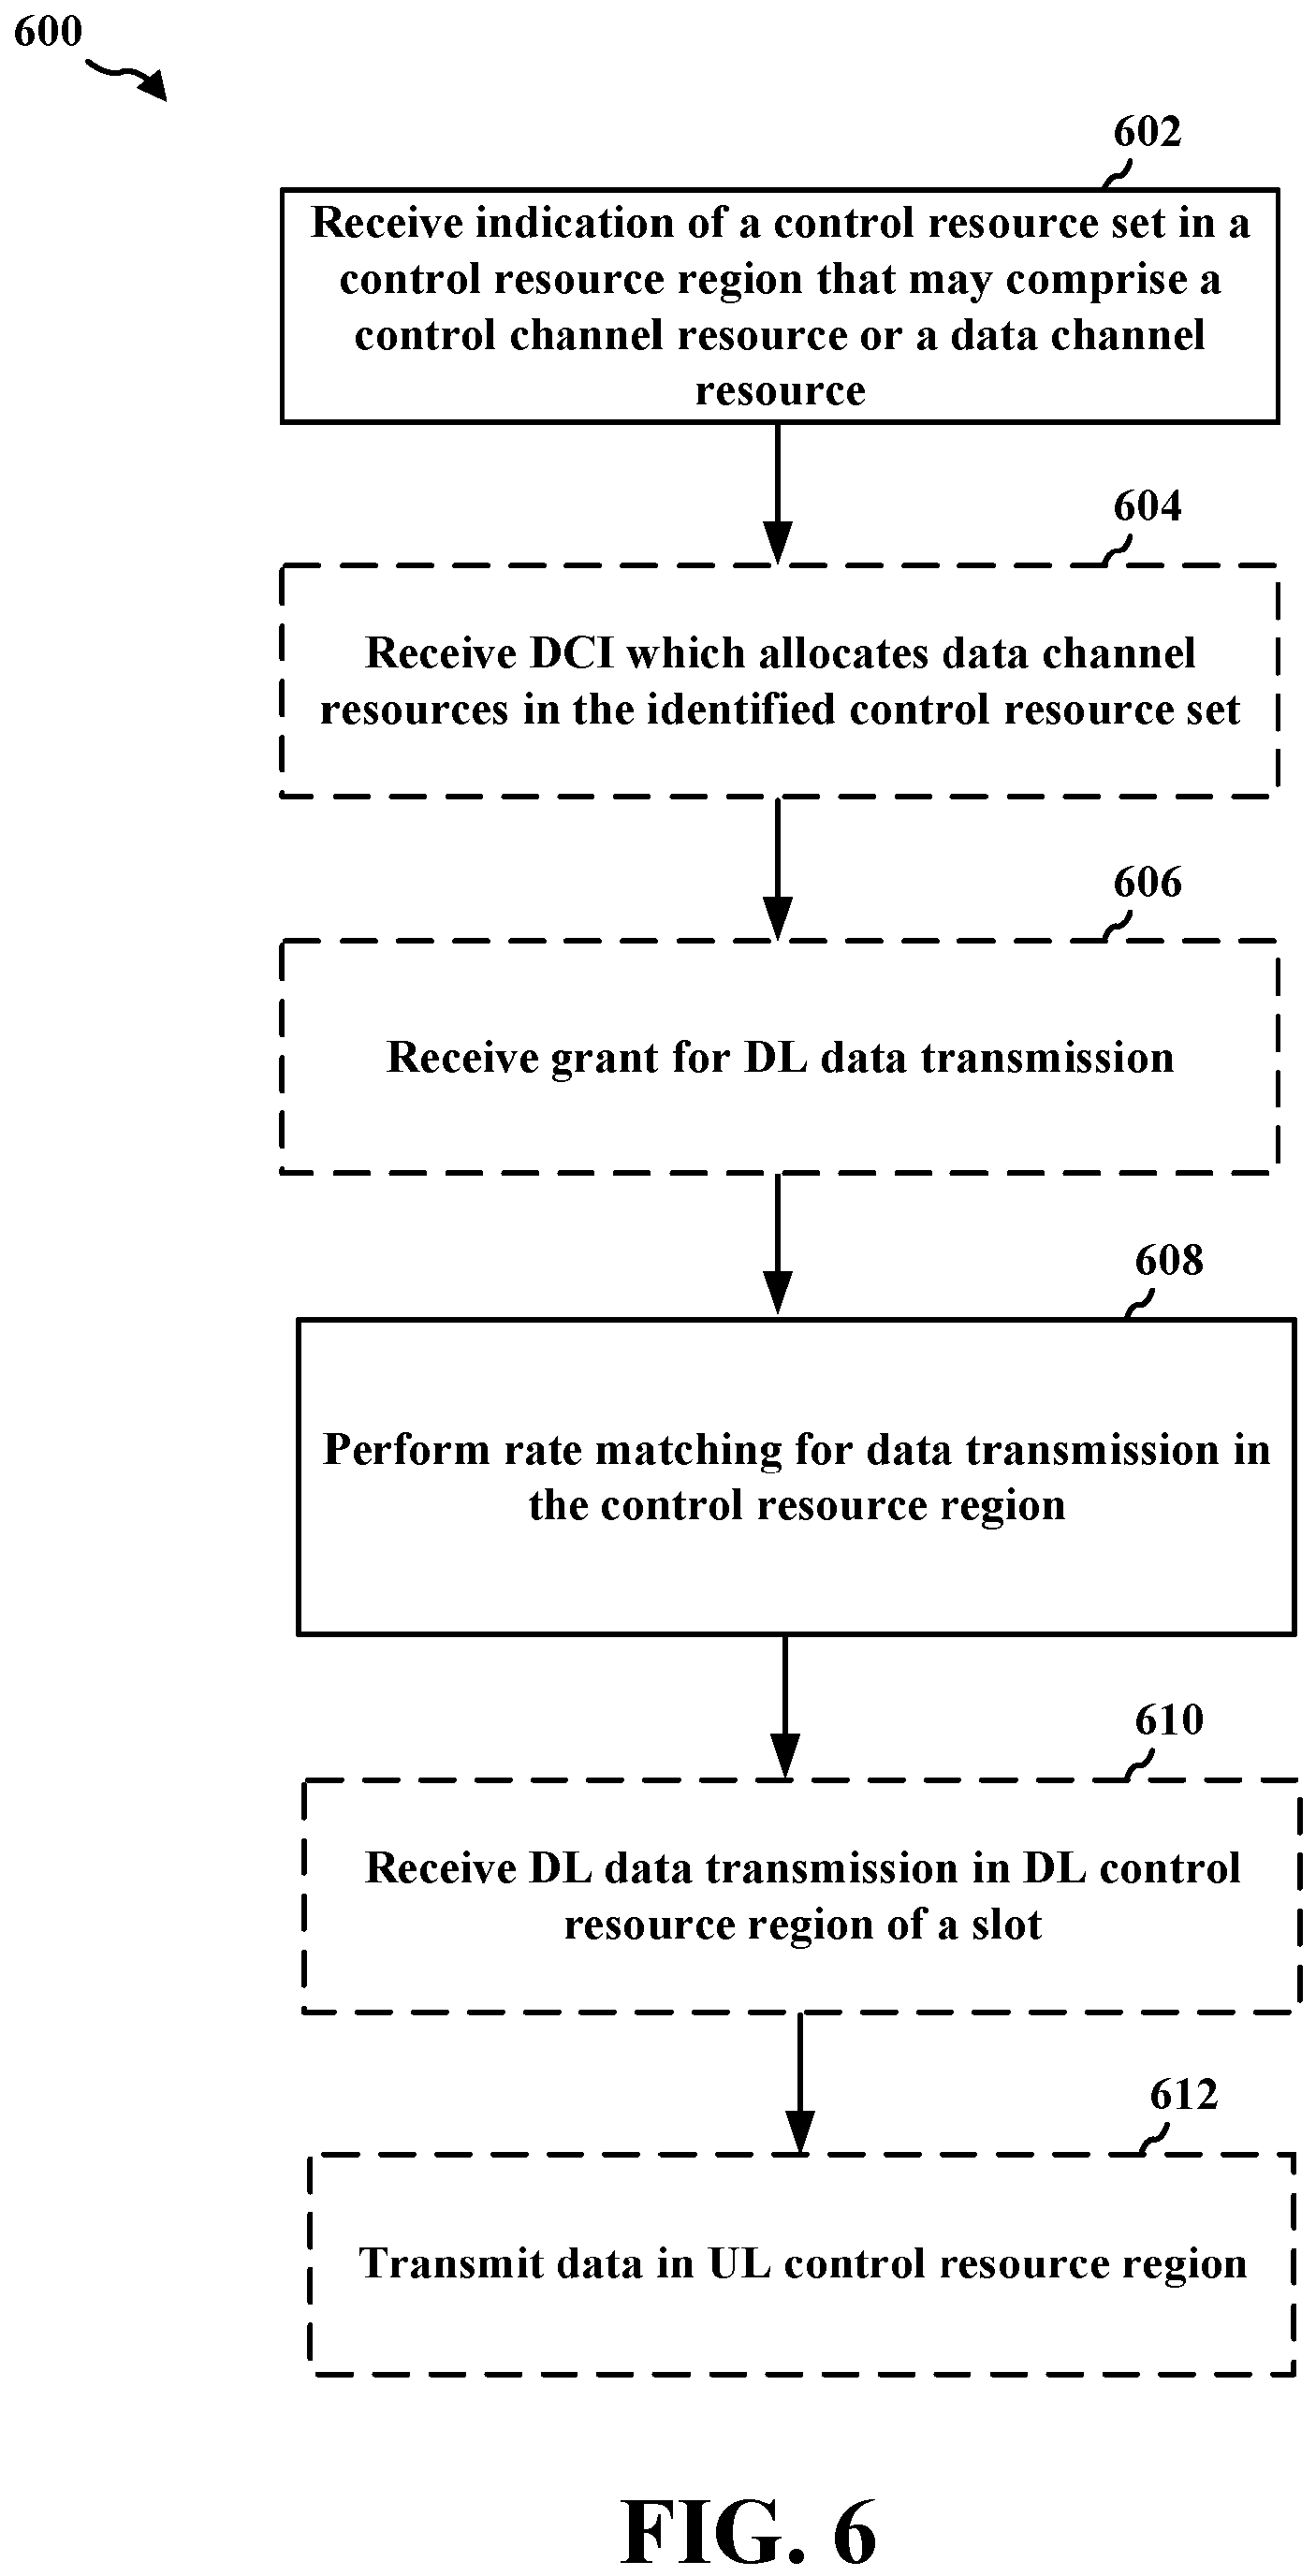 600
602
Receive indication of a control resource set in a
control resource region that may comprise a
control channel resource or a data channel
resource
604
Receive DCI which allocates data channel
resources in the identified control resource set
606
Receive grant for DL data transmission
608
Perform rate matching for data transmission in
the control resource region
610
Receive DL data transmission in DL control
resource region of a slot
612
Transmit data in UL control resource region
FIG. 6